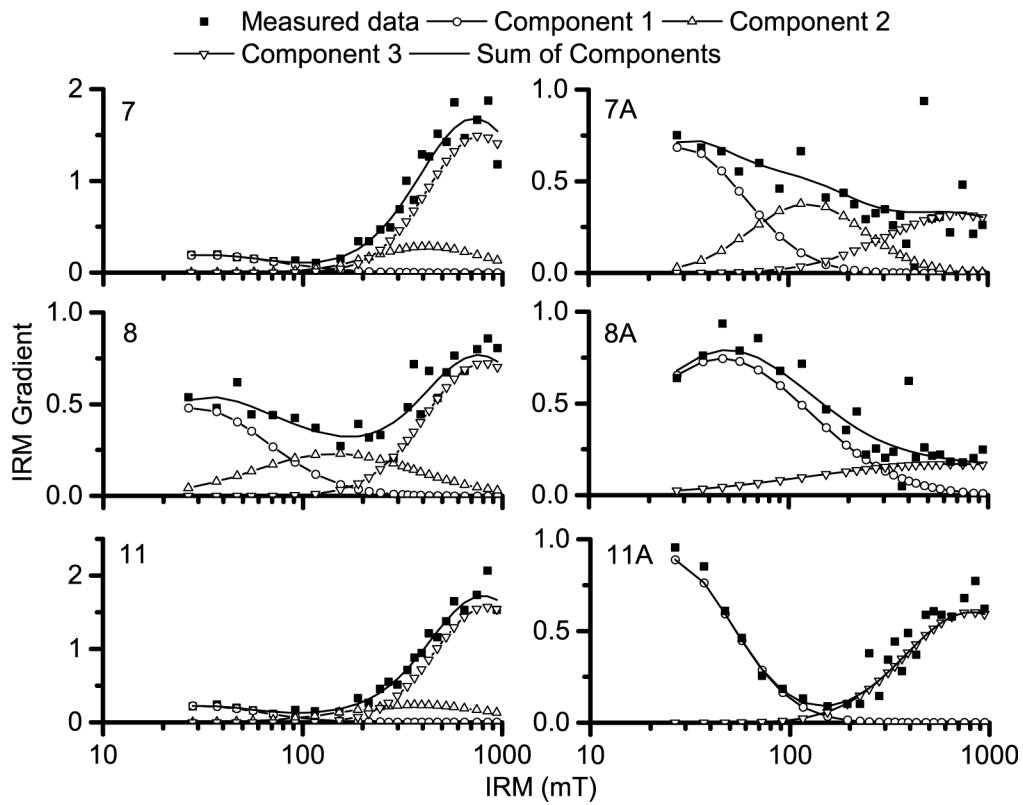 Measured data Component 1 Component 2
Component 3 Sum of Components
7
2
1
0
7A
1.0
0.5
0.0
8
1.0
0.5
0.0
8A
1.0
0.5
0.0
11
2
1
0
10 100 1000
11A
1.0
0.5
0.0
10 100 1000
IRM Gradient
IRM (mT)